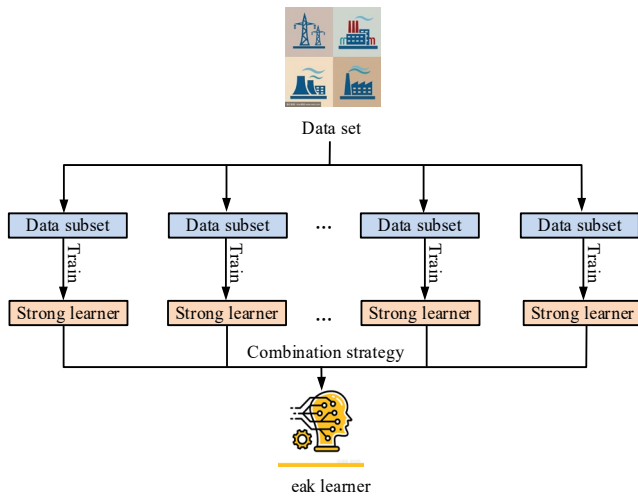 Data set
Data subset Data subset ... Data subset Data subset
Train Train Train Train
Strong learner Strong learner ... Strong learner Strong learner
Combination strategy
eak learner